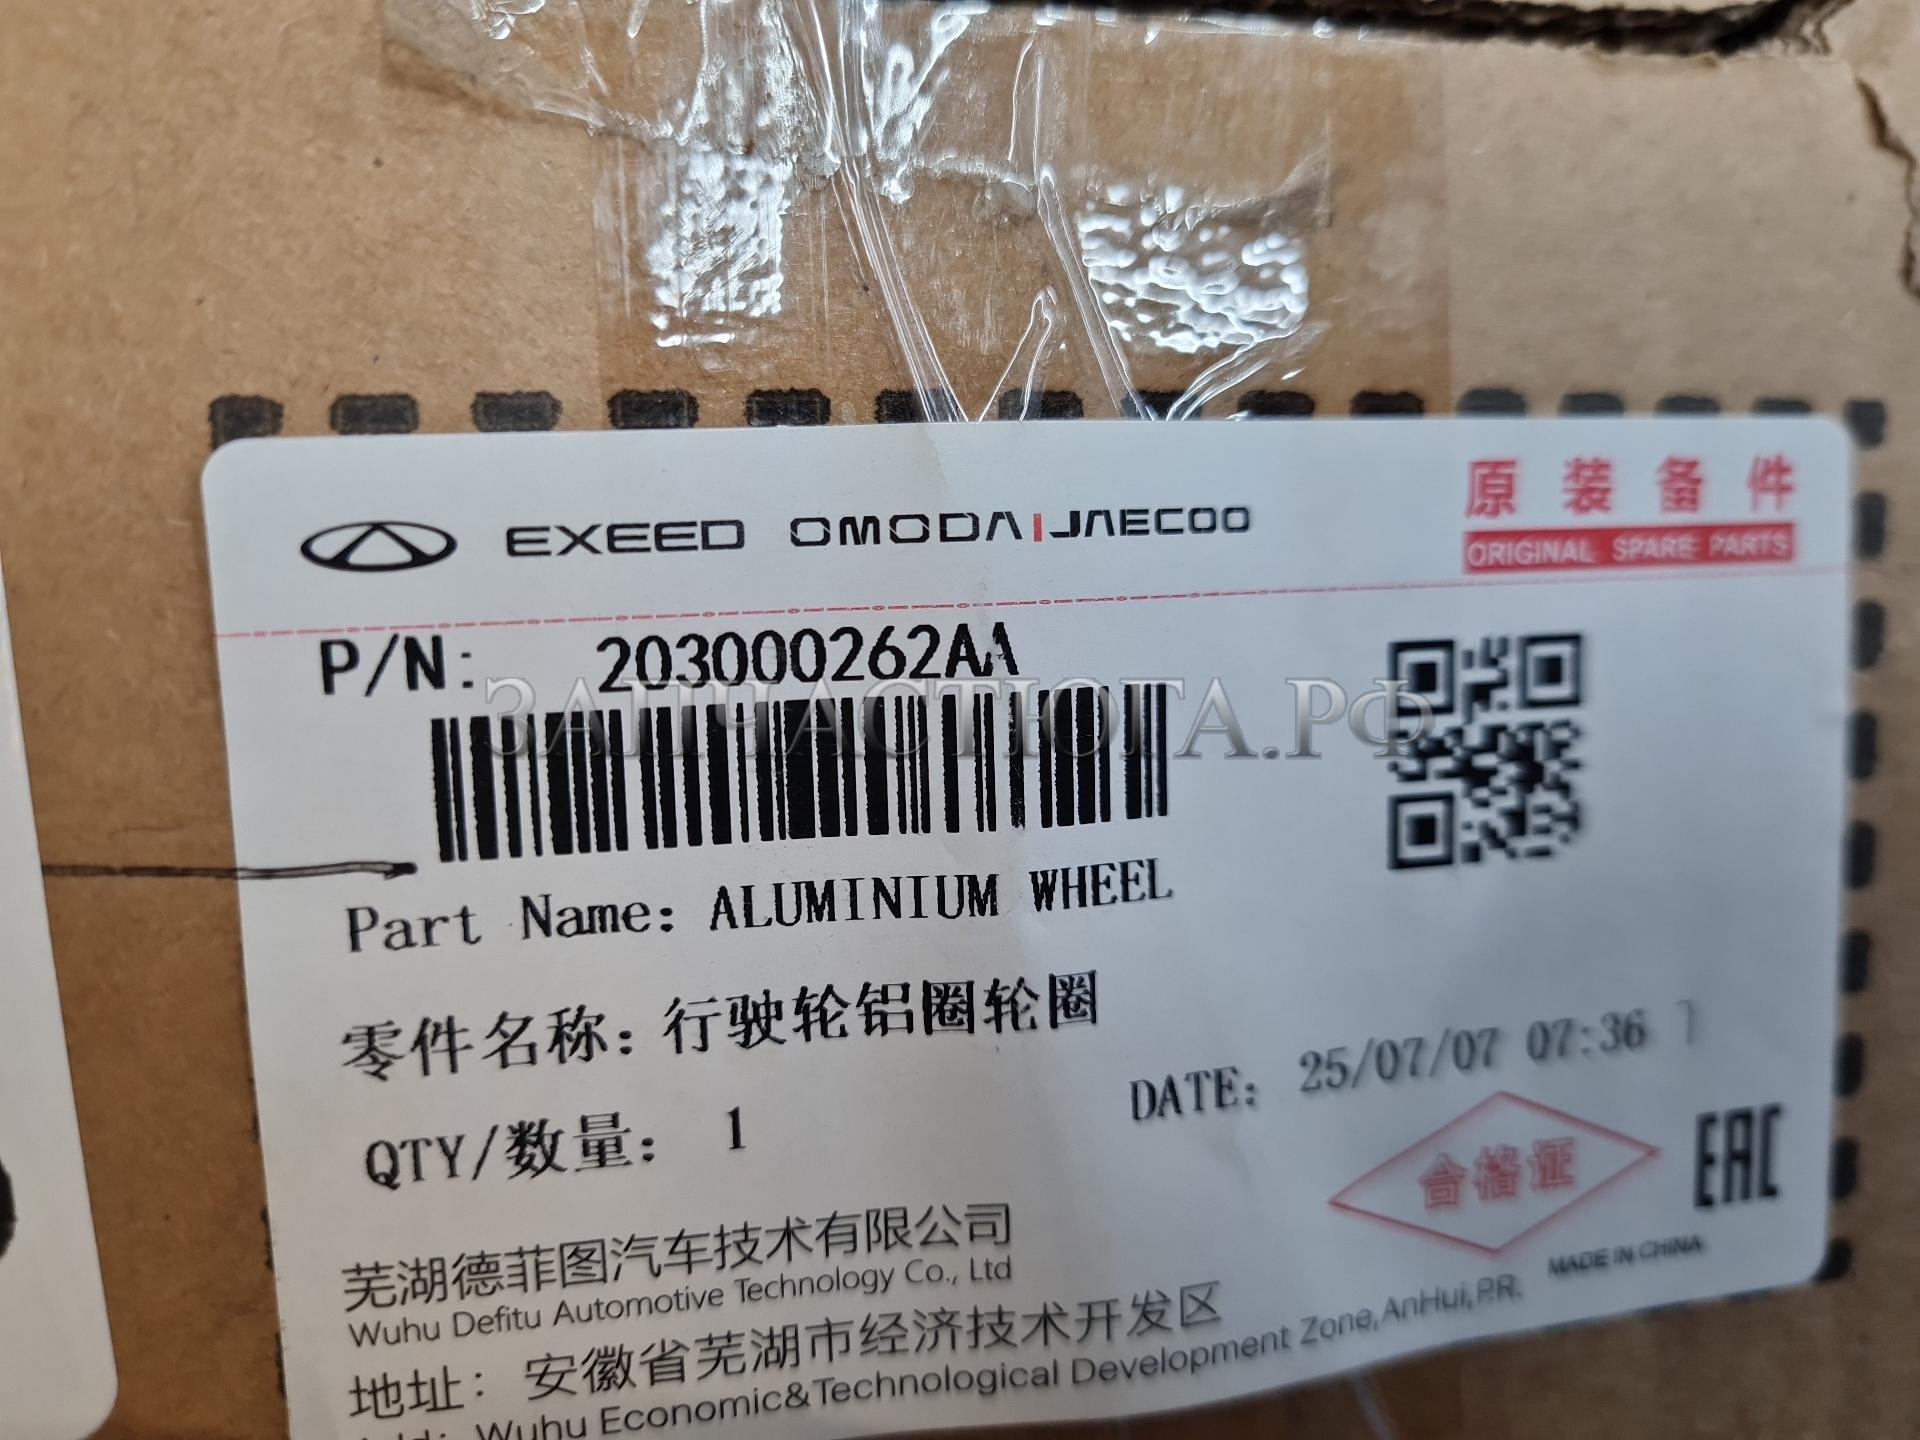 EXEED OMODA | JAECOO
原装备件
ORIGINAL SPARE PARTS
P/N: 203000262AA
ЗАПЧАСТЮГА.РФ
Part Name: ALUMINIUM WHEEL
零件名称: 行驶轮铝圈轮圈
QTY/数量: 1
DATE: 25/07/07 07:36
合格证
EAC
MADE IN CHINA
芜湖德菲图汽车技术有限公司
Wuhu Defitu Automotive Technology Co., Ltd
地址: 安徽省芜湖市经济技术开发区
Wuhu Economic&Technological Development Zone,AnHui,P.R.